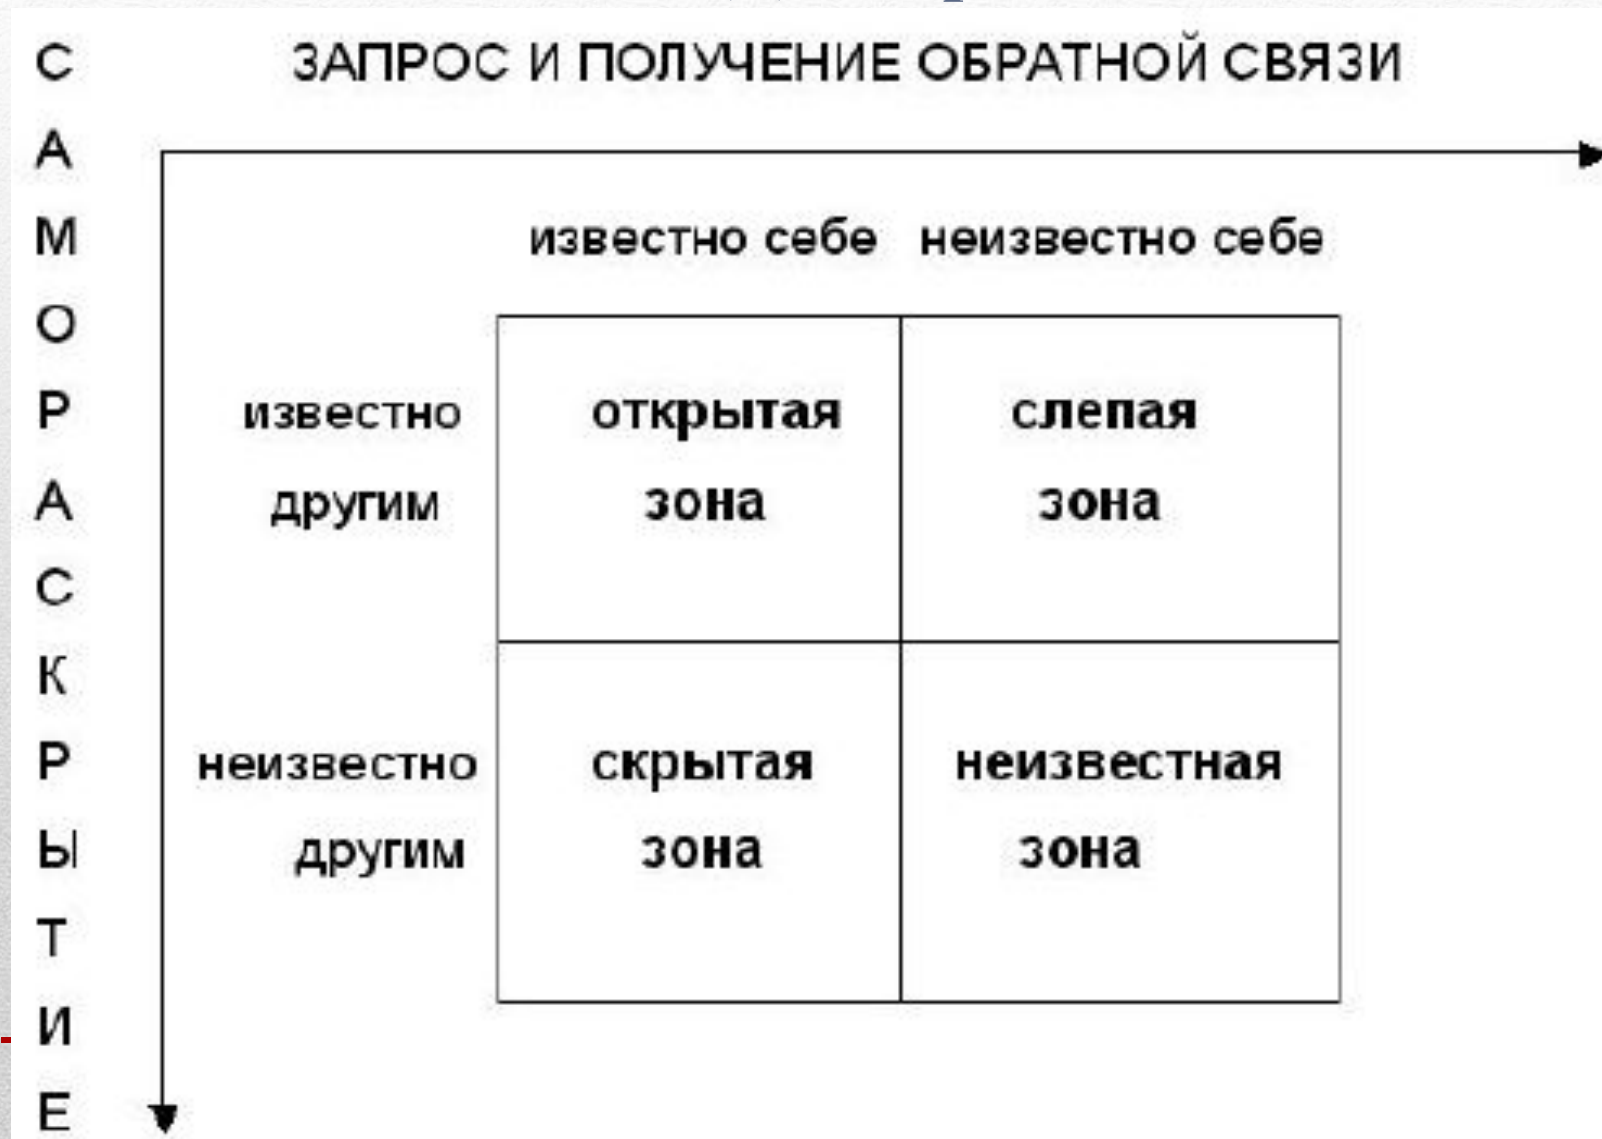 ЗАПРОС И ПОЛУЧЕНИЕ ОБРАТНОЙ СВЯЗИ
С
А
М
О
Р
А
С
К
Р
Ы
Т
И
Е
известно себе неизвестно себе
известно
другим
открытая
зона
слепая
зона
неизвестно
другим
скрытая
зона
неизвестная
зона